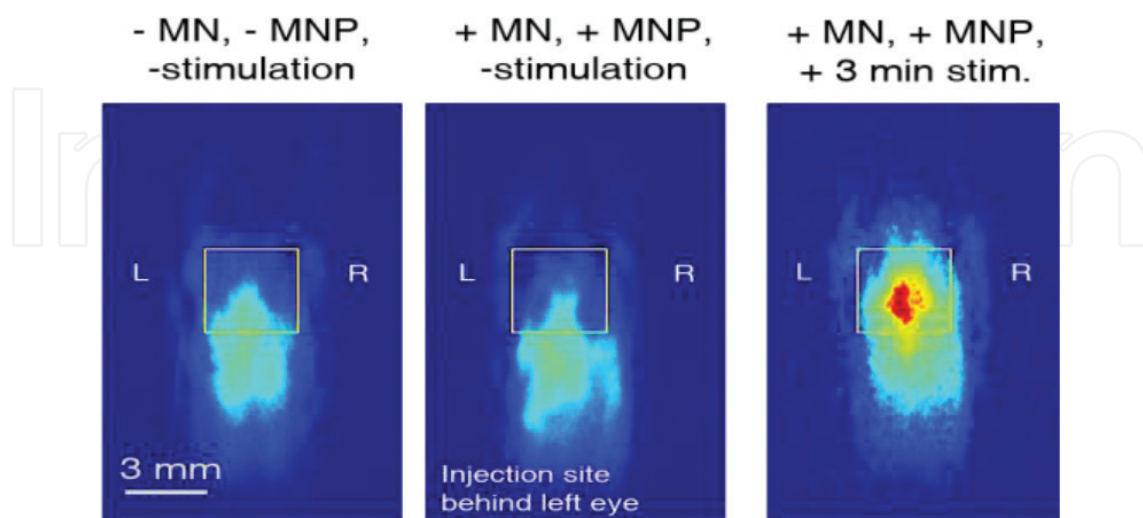 - MN, - MNP,
-stimulation
+ MN, + MNP,
-stimulation
+ MN, + MNP,
+ 3 min stim.
L
R
3 mm
L
R
Injection site
behind left eye
L
R